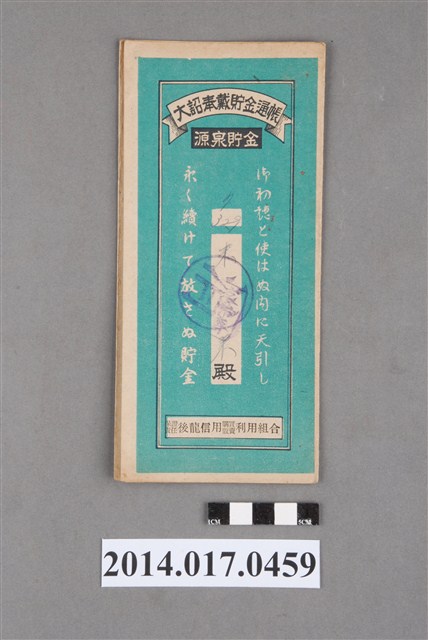 大詔奉戴貯金通帳
源泉貯金
御初穂と使はぬ内に天引し
永く續けて放さぬ貯金
殿
後龍信用
利用組合
1CM
5CM
2014.017.0459